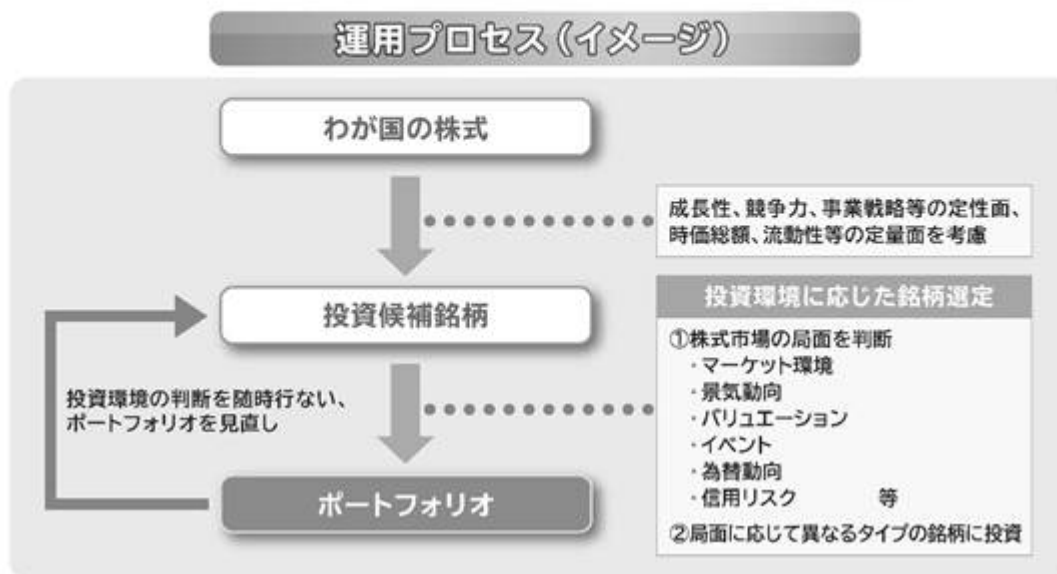 運用プロセス（イメージ）
わが国の株式
成長性、競争力、事業戦略等の定性面、
時価総額、流動性等の定量面を考慮
投資候補銘柄
投資環境に応じた銘柄選定
①株式市場の局面を判断
・マーケット環境
・景気動向
・バリュエーション
・イベント
・為替動向
・信用リスク　　　等
②局面に応じて異なるタイプの銘柄に投資
投資環境の判断を随時行ない、
ポートフォリオを見直し
ポートフォリオ